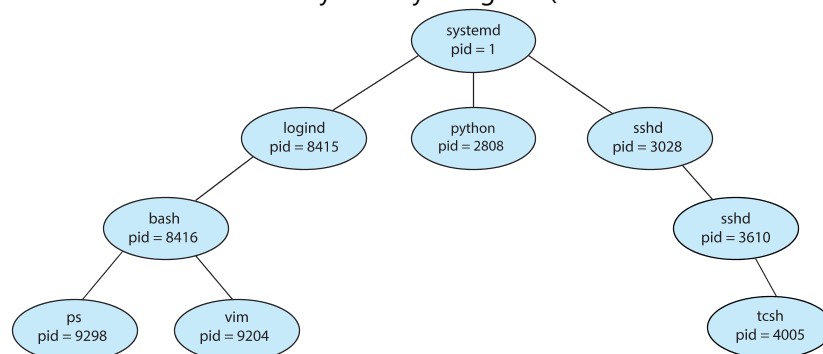 systemd
pid = 1
logind
pid = 8415
python
pid = 2808
sshd
pid = 3028
bash
pid = 8416
sshd
pid = 3610
ps
pid = 9298
vim
pid = 9204
tcsh
pid = 4005